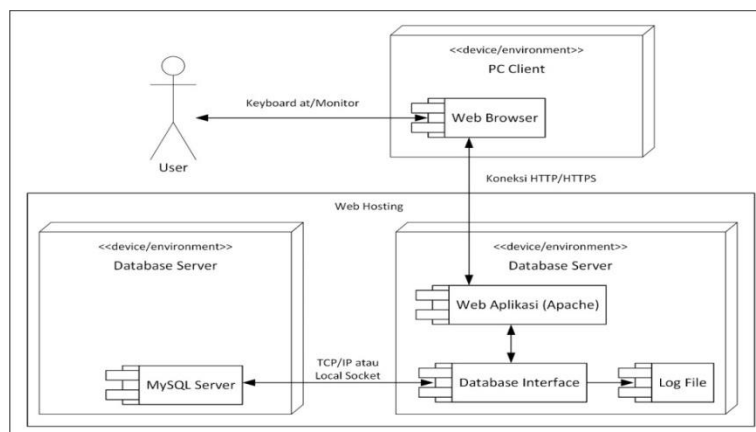 <<device/environment>>
PC Client
Keyboard at/Monitor
Web Browser
User
Koneksi HTTP/HTTPS
Web Hosting
<<device/environment>>
Database Server
<<device/environment>>
Database Server
Web Aplikasi (Apache)
TCP/IP atau
Local Socket
MySQL Server
Database Interface
Log File